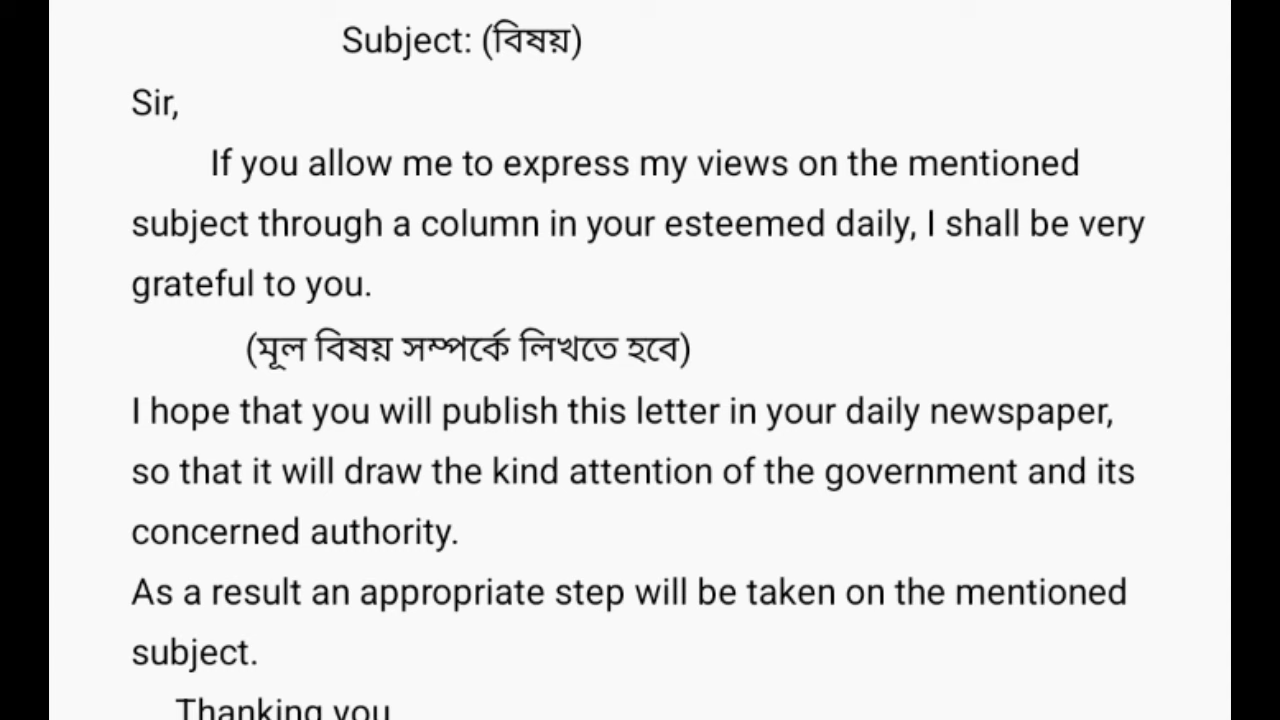 Subject: (বিষয়)
Sir,
If you allow me to express my views on the mentioned
subject through a column in your esteemed daily, I shall be very
grateful to you.
(মূল বিষয় সম্পর্কে লিখতে হবে)
I hope that you will publish this letter in your daily newspaper,
so that it will draw the kind attention of the government and its
concerned authority.
As a result an appropriate step will be taken on the mentioned
subject.
Thanking you